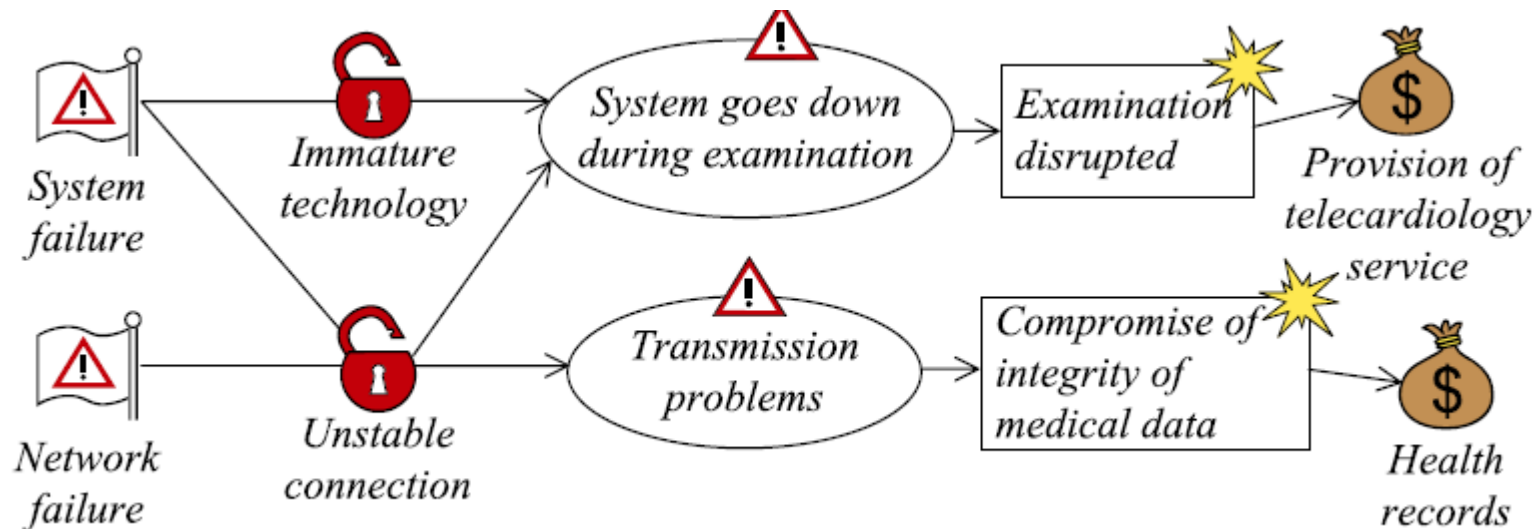 System
failure
Immature
technology
System goes down
during examination
Examination
disrupted
$
Provision of
telecardiology
service
Network
failure
Unstable
connection
Transmission
problems
Compromise of
integrity of
medical data
$
Health
records